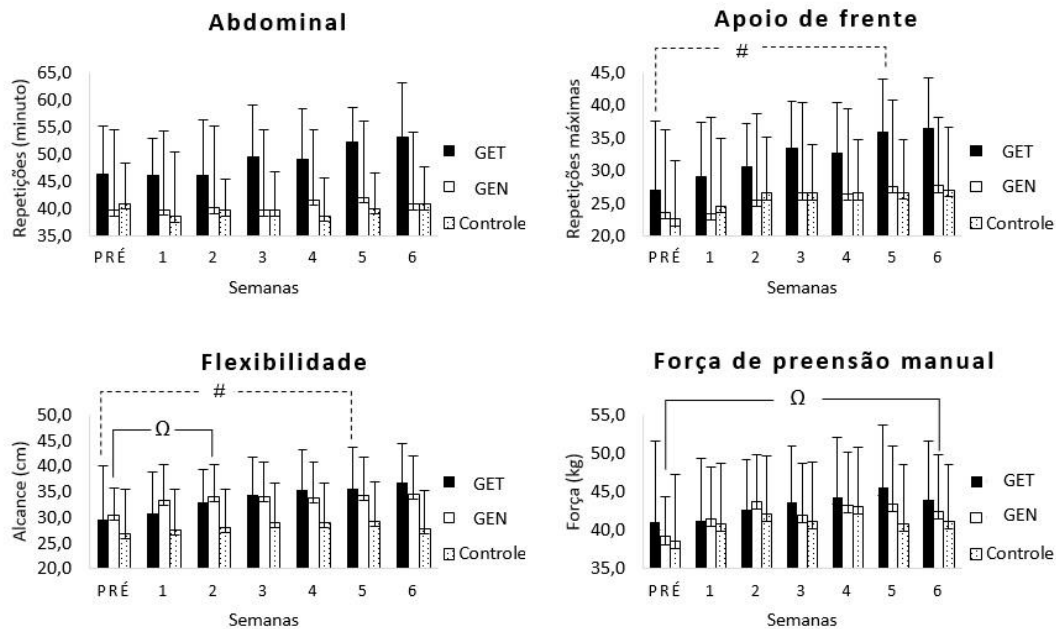 Abdominal
Repetições (minuto)
65,0
60,0
55,0
50,0
45,0
40,0
35,0
PRÉ 1 2 3 4 5 6
Semanas
GET
GEN
Controle
Apoio de frente
#
Repetições máximas
45,0
40,0
35,0
30,0
25,0
20,0
PRÉ 1 2 3 4 5 6
Semanas
GET
GEN
Controle
Flexibilidade
#
Ω
Alcance (cm)
50,0
45,0
40,0
35,0
30,0
25,0
20,0
PRÉ 1 2 3 4 5 6
Semanas
GET
GEN
Controle
Força de preensão manual
Ω
Força (kg)
55,0
50,0
45,0
40,0
35,0
PRÉ 1 2 3 4 5 6
Semanas
GET
GEN
Controle